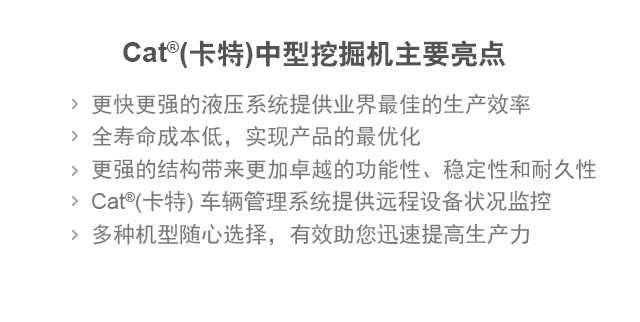 Cat®(卡特)中型挖掘机主要亮点
更快更强的液压系统提供业界最佳的生产效率
全寿命成本低，实现产品的最优化
更强的结构带来更加卓越的功能性、稳定性和耐久性
Cat®(卡特) 车辆管理系统提供远程设备状况监控
多种机型随心选择，有效助您迅速提高生产力